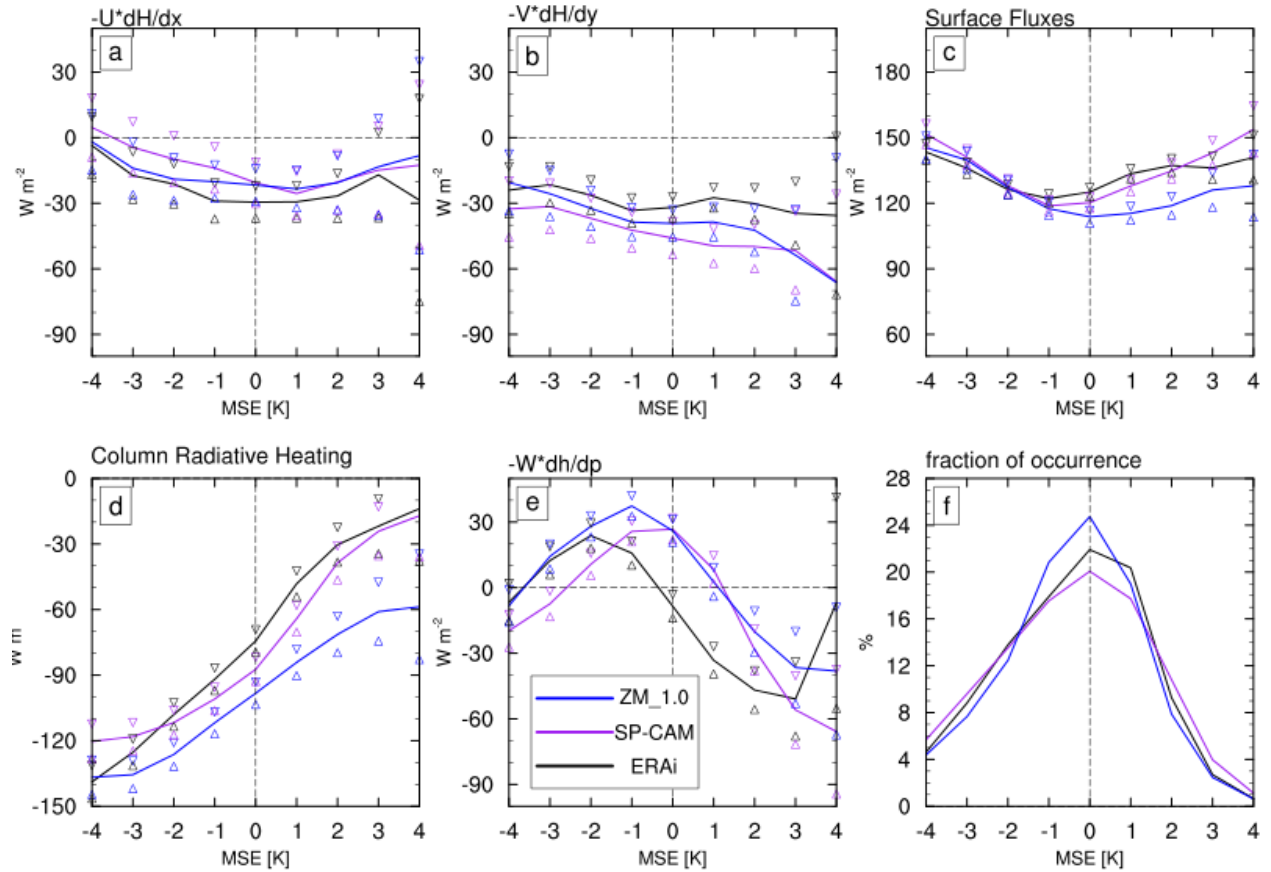 -U*dH/dx
a
30
0
-30
-60
-90
W m-2
-4 -3 -2 -1 0 1 2 3 4
MSE [K]
-V*dH/dy
b
30
0
-30
-60
-90
W m-2
-4 -3 -2 -1 0 1 2 3 4
MSE [K]
Surface Fluxes
c
180
150
120
90
60
W m-2
-4 -3 -2 -1 0 1 2 3 4
MSE [K]
Column Radiative Heating
d
0
-30
-60
-90
-120
-150
-4 -3 -2 -1 0 1 2 3 4
MSE [K]
-W*dh/dp
e
30
0
-30
-60
-90
W m-2
ZM_1.0
SP-CAM
ERAi
-4 -3 -2 -1 0 1 2 3 4
MSE [K]
fraction of occurrence
f
28
24
20
16
12
8
4
0
%
-4 -3 -2 -1 0 1 2 3 4
MSE [K]